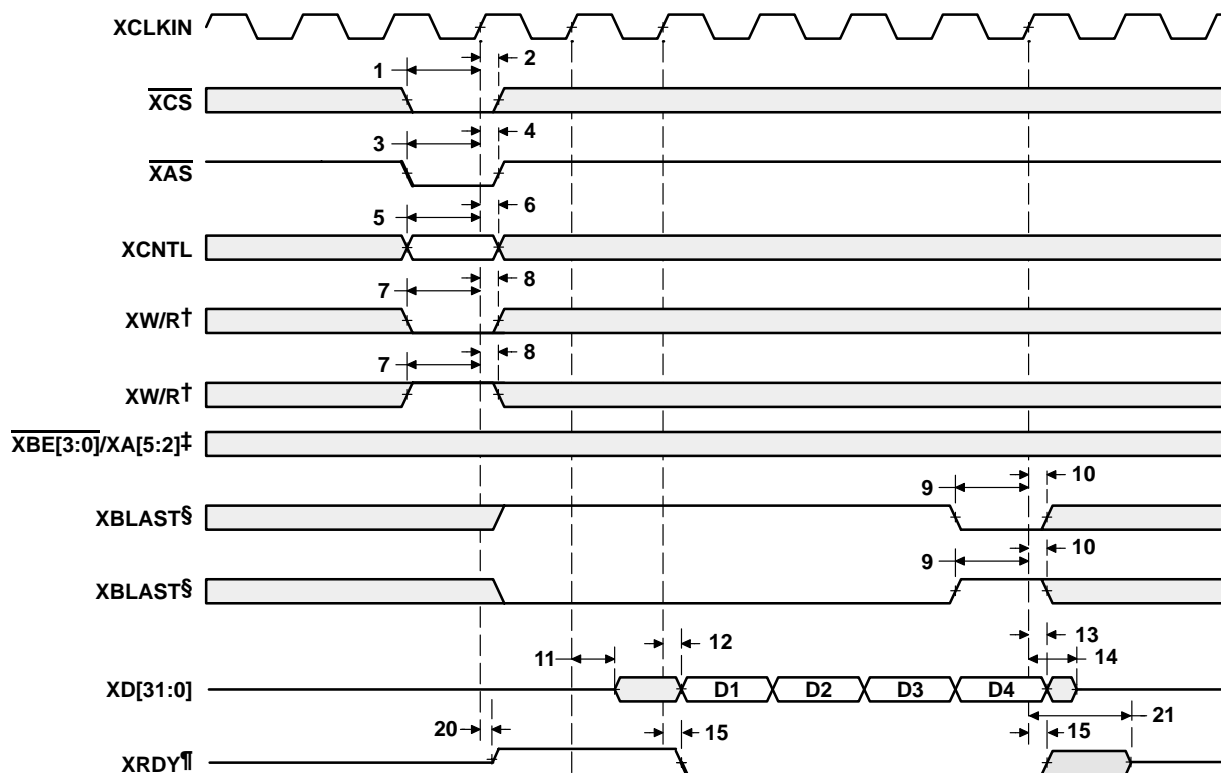 XCLKIN
1 2
XCS
3 4
XAS
5 6
XCNTL
7 8
XW/R†
7 8
XW/R†
XBE[3:0]/XA[5:2]‡
9 10
XBLAST§
9 10
XBLAST§
11 12 13
14
XD[31:0] D1 D2 D3 D4
20 15 15 21
XRDY¶